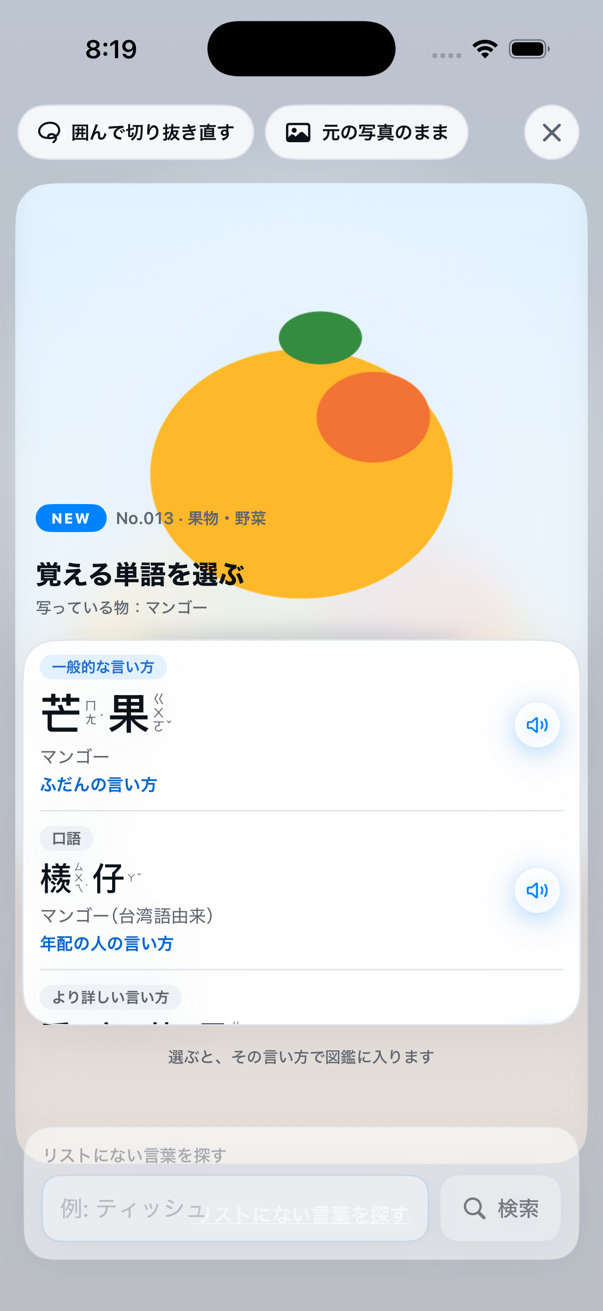 8:19
囲んで切り抜き直す
元の写真のまま
NEW
No.013・果物・野菜
覚える単語を選ぶ
写っている物：マンゴー
一般的な言い方
芒ㄇㄤˊ果ㄍㄨㄛˇ
マンゴー
ふだんの言い方
口語
檨ㄙㄨㄟˋ仔ㄚˇ
マンゴー（台湾語由来）
年配の人の言い方
より詳しい言い方
選ぶと、その言い方で図鑑に入ります
リストにない言葉を探す
例: ティッシュ
リストにない言葉を探す
検索